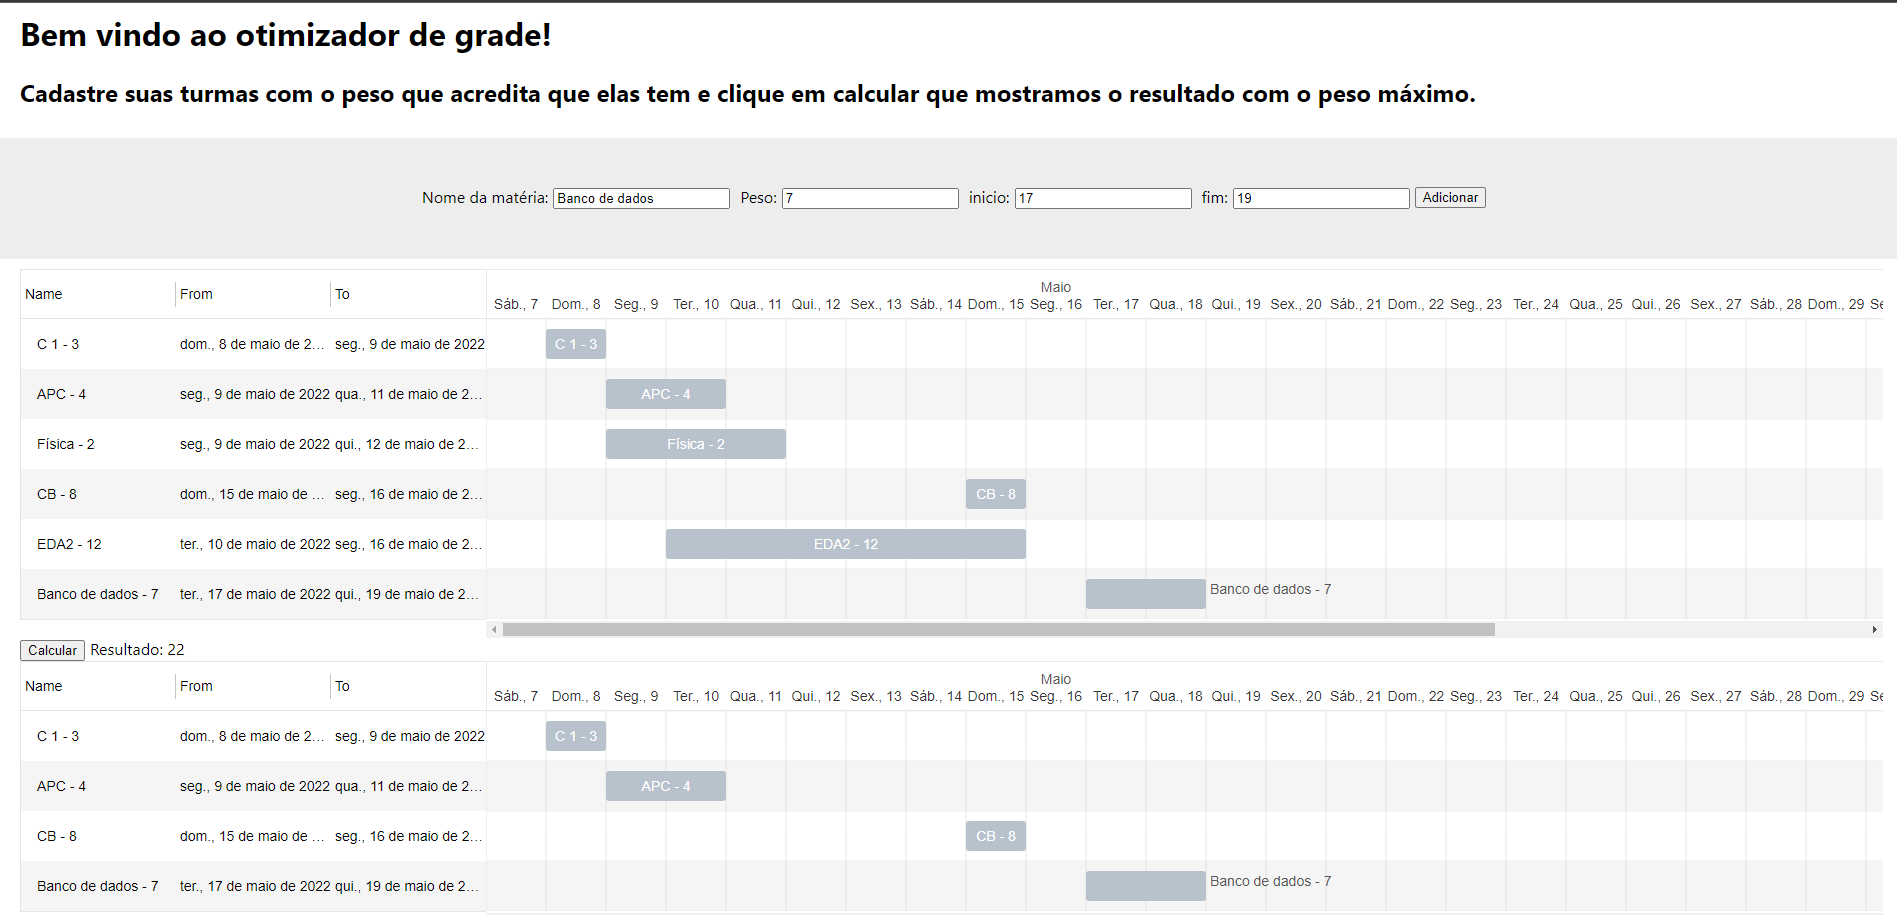 Bem vindo ao otimizador de grade!
Cadastre suas turmas com o peso que acredita que elas tem e clique em calcular que mostramos o resultado com o peso máximo.
Nome da matéria: Banco de dados Peso: 7 inicio: 17 fim: 19 Adicionar
Maio
Name From To Sáb., 7 Dom., 8 Seg., 9 Ter., 10 Qua., 11 Qui., 12 Sex., 13 Sáb., 14 Dom., 15 Seg., 16 Ter., 17 Qua., 18 Qui., 19 Sex., 20 Sáb., 21 Dom., 22 Seg., 23 Ter., 24 Qua., 25 Qui., 26 Sex., 27 Sáb., 28 Dom., 29 Se
C 1 - 3 dom., 8 de maio de 2... seg., 9 de maio de 2022 C 1 - 3
APC - 4 seg., 9 de maio de 2022 qua., 11 de maio de 2... APC - 4
Física - 2 seg., 9 de maio de 2022 qui., 12 de maio de 2... Física - 2
CB - 8 dom., 15 de maio de ... seg., 16 de maio de 2... CB - 8
EDA2 - 12 ter., 10 de maio de 2022 seg., 16 de maio de 2... EDA2 - 12
Banco de dados - 7 ter., 17 de maio de 2022 qui., 19 de maio de 2... Banco de dados - 7
Calcular Resultado: 22
Maio
Name From To Sáb., 7 Dom., 8 Seg., 9 Ter., 10 Qua., 11 Qui., 12 Sex., 13 Sáb., 14 Dom., 15 Seg., 16 Ter., 17 Qua., 18 Qui., 19 Sex., 20 Sáb., 21 Dom., 22 Seg., 23 Ter., 24 Qua., 25 Qui., 26 Sex., 27 Sáb., 28 Dom., 29 Se
C 1 - 3 dom., 8 de maio de 2... seg., 9 de maio de 2022 C 1 - 3
APC - 4 seg., 9 de maio de 2022 qua., 11 de maio de 2... APC - 4
CB - 8 dom., 15 de maio de ... seg., 16 de maio de 2... CB - 8
Banco de dados - 7 ter., 17 de maio de 2022 qui., 19 de maio de 2... Banco de dados - 7